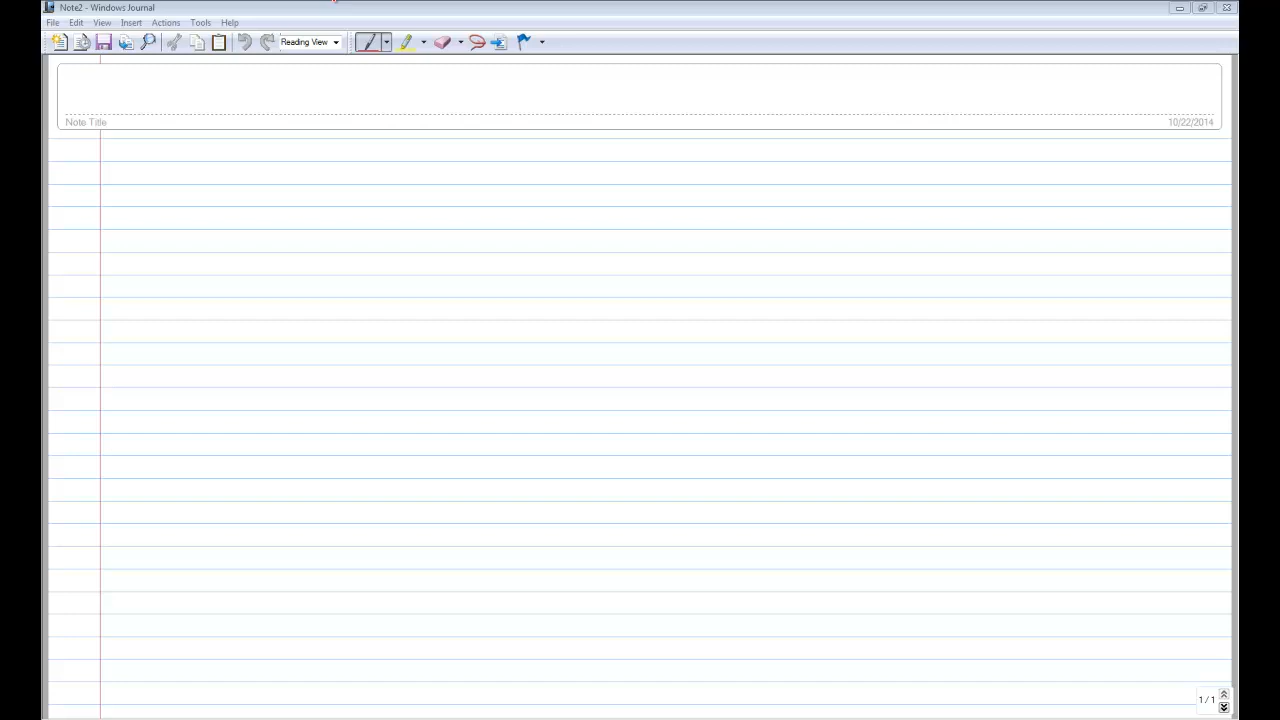 Note2 - Windows Journal
File Edit View Insert Actions Tools Help
Reading View
Note Title
10/22/2014
1/1